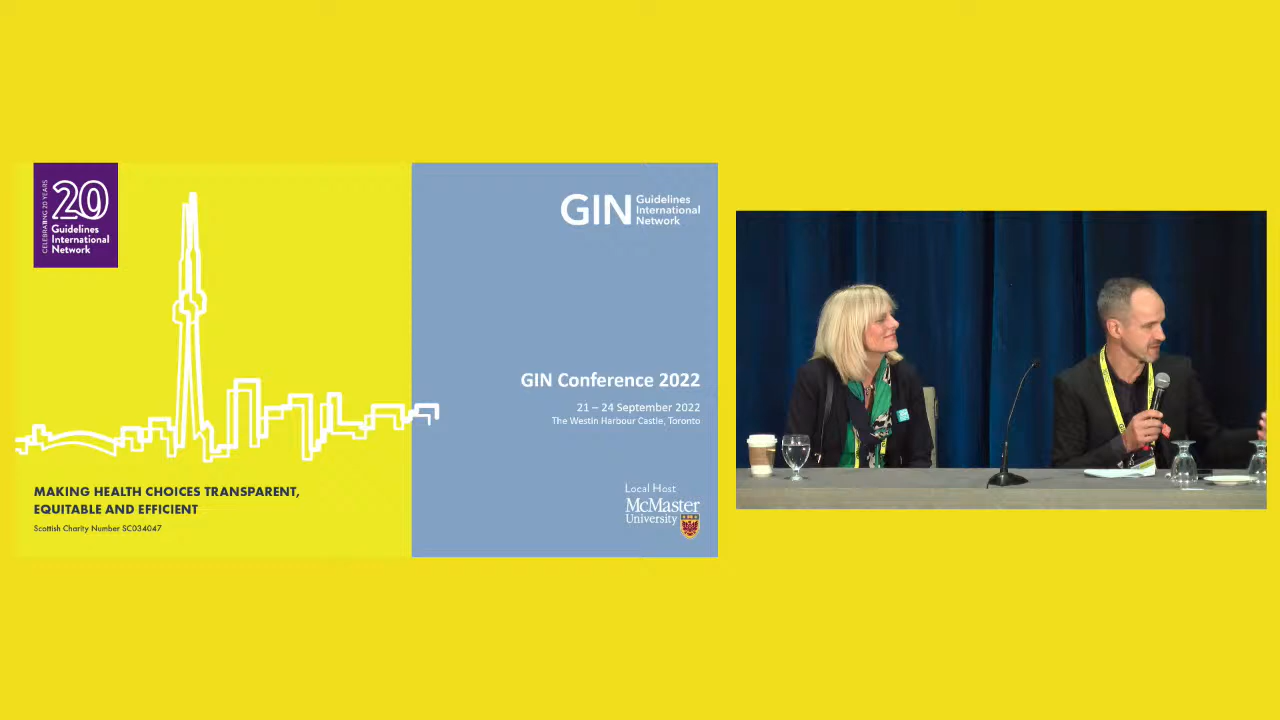 CELEBRATING 20 YEARS
20
Guidelines
International
Network
MAKING HEALTH CHOICES TRANSPARENT,
EQUITABLE AND EFFICIENT
Scottish Charity Number SC034047
GIN Guidelines
International
Network
GIN Conference 2022
21 – 24 September 2022
The Westin Harbour Castle, Toronto
Local Host
McMaster
University